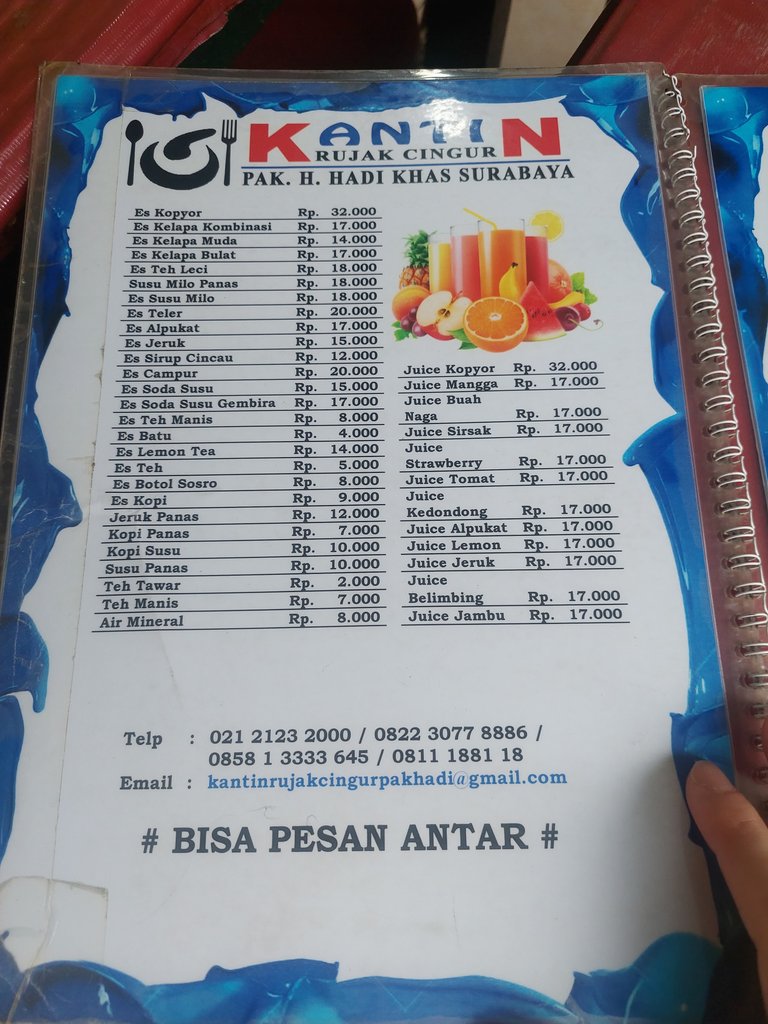 KANTIN
RUJAK CINGUR
PAK. H. HADI KHAS SURABAYA
Es Kopyor Rp. 32.000
Es Kelapa Kombinasi Rp. 17.000
Es Kelapa Muda Rp. 14.000
Es Kelapa Bulat Rp. 17.000
Es Teh Leci Rp. 18.000
Susu Milo Panas Rp. 18.000
Es Susu Milo Rp. 18.000
Es Teler Rp. 20.000
Es Alpukat Rp. 17.000
Es Jeruk Rp. 15.000
Es Sirup Cincau Rp. 12.000
Es Campur Rp. 20.000
Es Soda Susu Rp. 15.000
Es Soda Susu Gembira Rp. 17.000
Es Teh Manis Rp. 8.000
Es Batu Rp. 4.000
Es Lemon Tea Rp. 14.000
Es Teh Rp. 5.000
Es Botol Sosro Rp. 8.000
Es Kopi Rp. 9.000
Jeruk Panas Rp. 12.000
Kopi Panas Rp. 7.000
Kopi Susu Rp. 10.000
Susu Panas Rp. 10.000
Teh Tawar Rp. 2.000
Teh Manis Rp. 7.000
Air Mineral Rp. 8.000
Juice Kopyor Rp. 32.000
Juice Mangga Rp. 17.000
Juice Buah
Naga Rp. 17.000
Juice Sirsak Rp. 17.000
Juice
Strawberry Rp. 17.000
Juice Tomat Rp. 17.000
Juice
Kedondong Rp. 17.000
Juice Alpukat Rp. 17.000
Juice Lemon Rp. 17.000
Juice Jeruk Rp. 17.000
Juice
Belimbing Rp. 17.000
Juice Jambu Rp. 17.000
Telp : 021 2123 2000 / 0822 3077 8886 /
0858 1 3333 645 / 0811 1881 18
Email : kantinrujakcingurpakhadi@gmail.com
# BISA PESAN ANTAR #